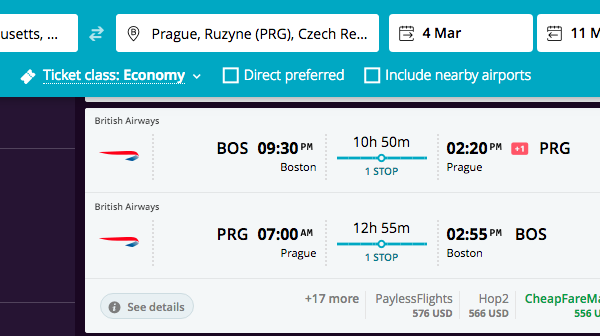 usetts, ...
Prague, Ruzyne (PRG), Czech Re...
4 Mar
11 M
Ticket class: Economy
Direct preferred
Include nearby airports
British Airways
BOS 09:30 PM
10h 50m
02:20 PM +1 PRG
Boston
1 STOP
Prague
British Airways
PRG 07:00 AM
12h 55m
02:55 PM BOS
Prague
1 STOP
Boston
See details
+17 more
PaylessFlights
576 USD
Hop2
566 USD
CheapFareMa
556 U